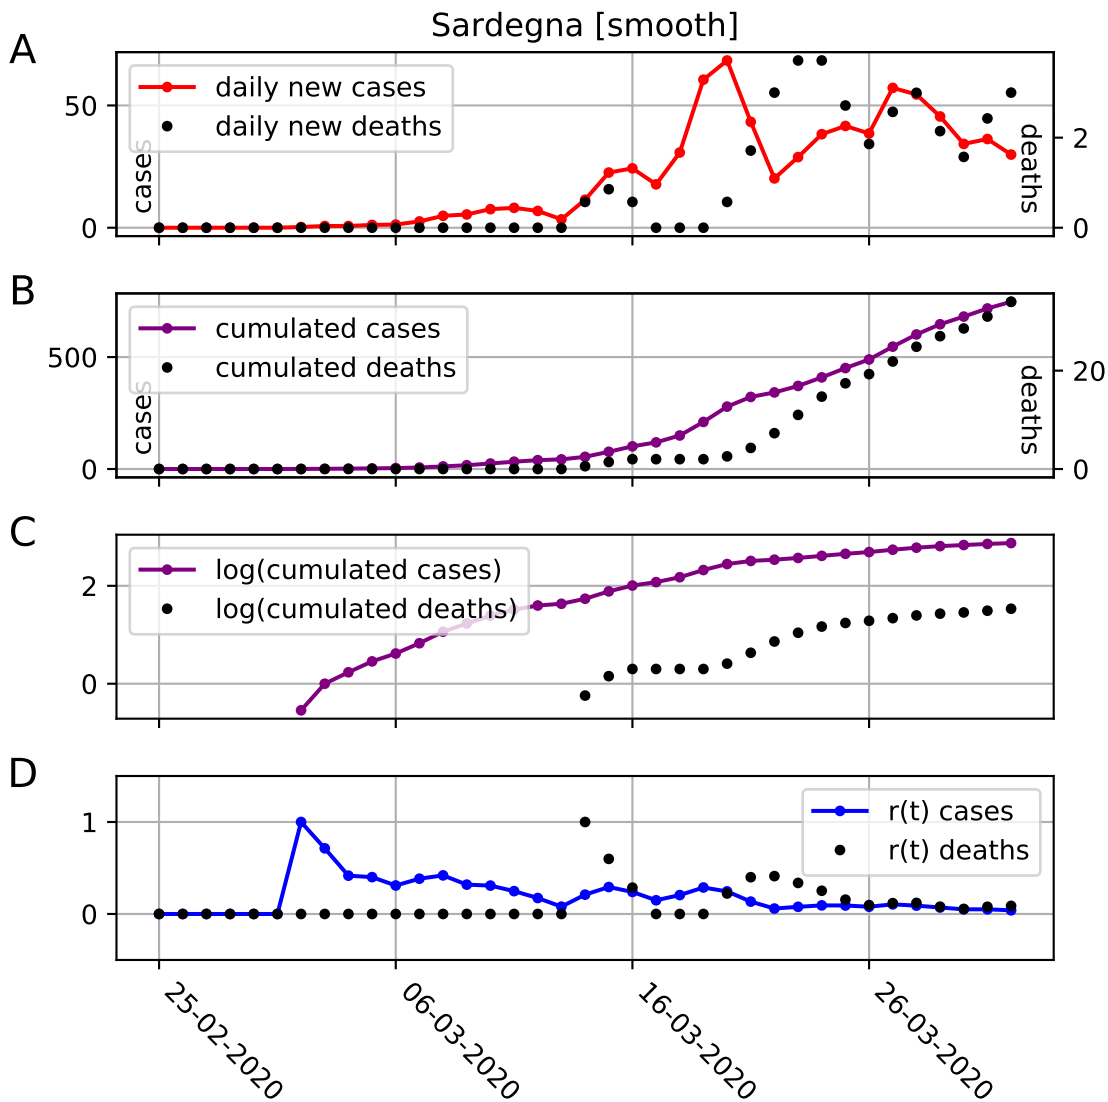 Sardegna [smooth]
A
daily new cases
daily new deaths
50
0
cases
2
0
deaths
B
cumulated cases
cumulated deaths
500
0
cases
20
0
deaths
C
log(cumulated cases)
log(cumulated deaths)
2
0
D
r(t) cases
r(t) deaths
1
0
25-02-2020
06-03-2020
16-03-2020
26-03-2020